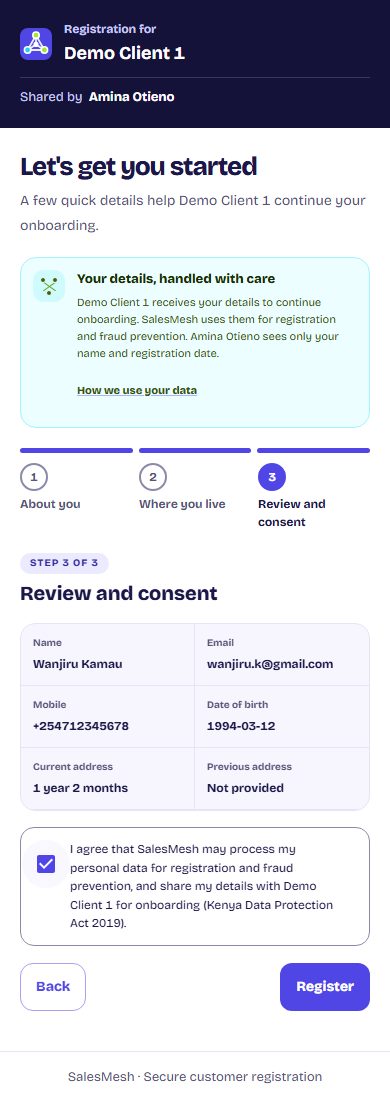 Registration for
Demo Client 1
Shared by Amina Otieno
Let's get you started
A few quick details help Demo Client 1 continue your
onboarding.
Your details, handled with care
Demo Client 1 receives your details to continue
onboarding. SalesMesh uses them for registration
and fraud prevention. Amina Otieno sees only your
name and registration date.
How we use your data
1
2
3
About you
Where you live
Review and
consent
STEP 3 OF 3
Review and consent
Name
Email
Wanjiru Kamau
wanjiru.k@gmail.com
Mobile
Date of birth
+254712345678
1994-03-12
Current address
Previous address
1 year 2 months
Not provided
I agree that SalesMesh may process my
personal data for registration and fraud
prevention, and share my details with Demo
Client 1 for onboarding (Kenya Data Protection
Act 2019).
Back
Register
SalesMesh · Secure customer registration